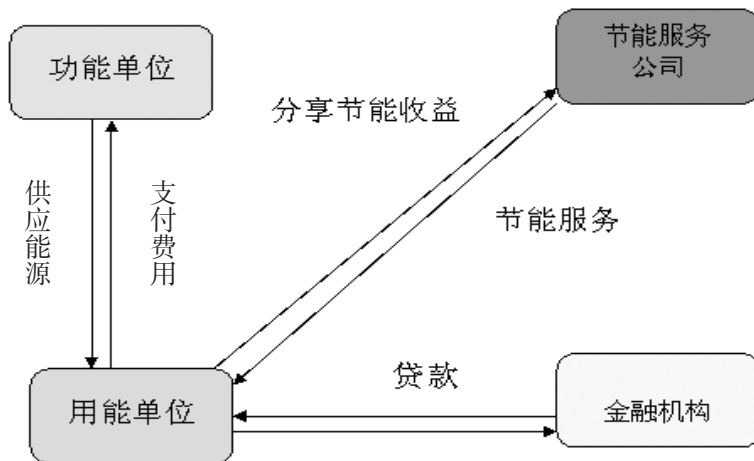 功能单位
节能服务
公司
分享节能收益
供应能源
支付费用
节能服务
贷款
用能单位
金融机构